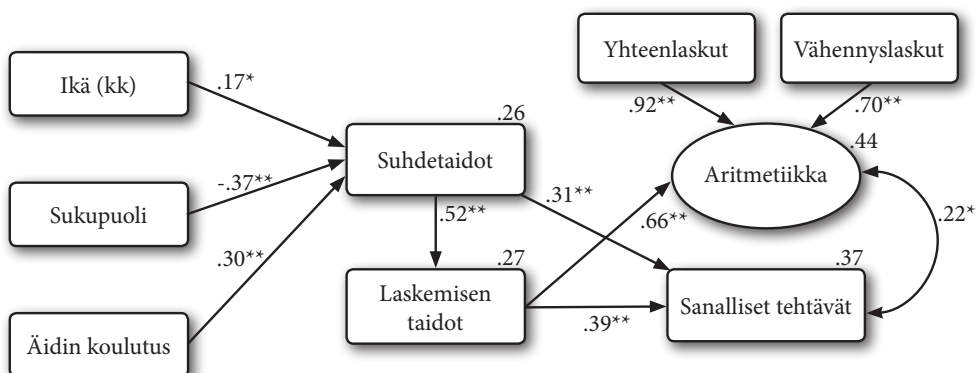 Yhteenlaskut
Vähennyslaskut
Ikä (kk)
.17*
.92**
.70**
.26
.44
Suhdetaidot
Aritmetiikka
-.37**
.31**
Sukupuoli
.52**
.66**
.22*
.30**
.27
.37
Laskemisen
taidot
Sanalliset tehtävät
.39**
Äidin koulutus